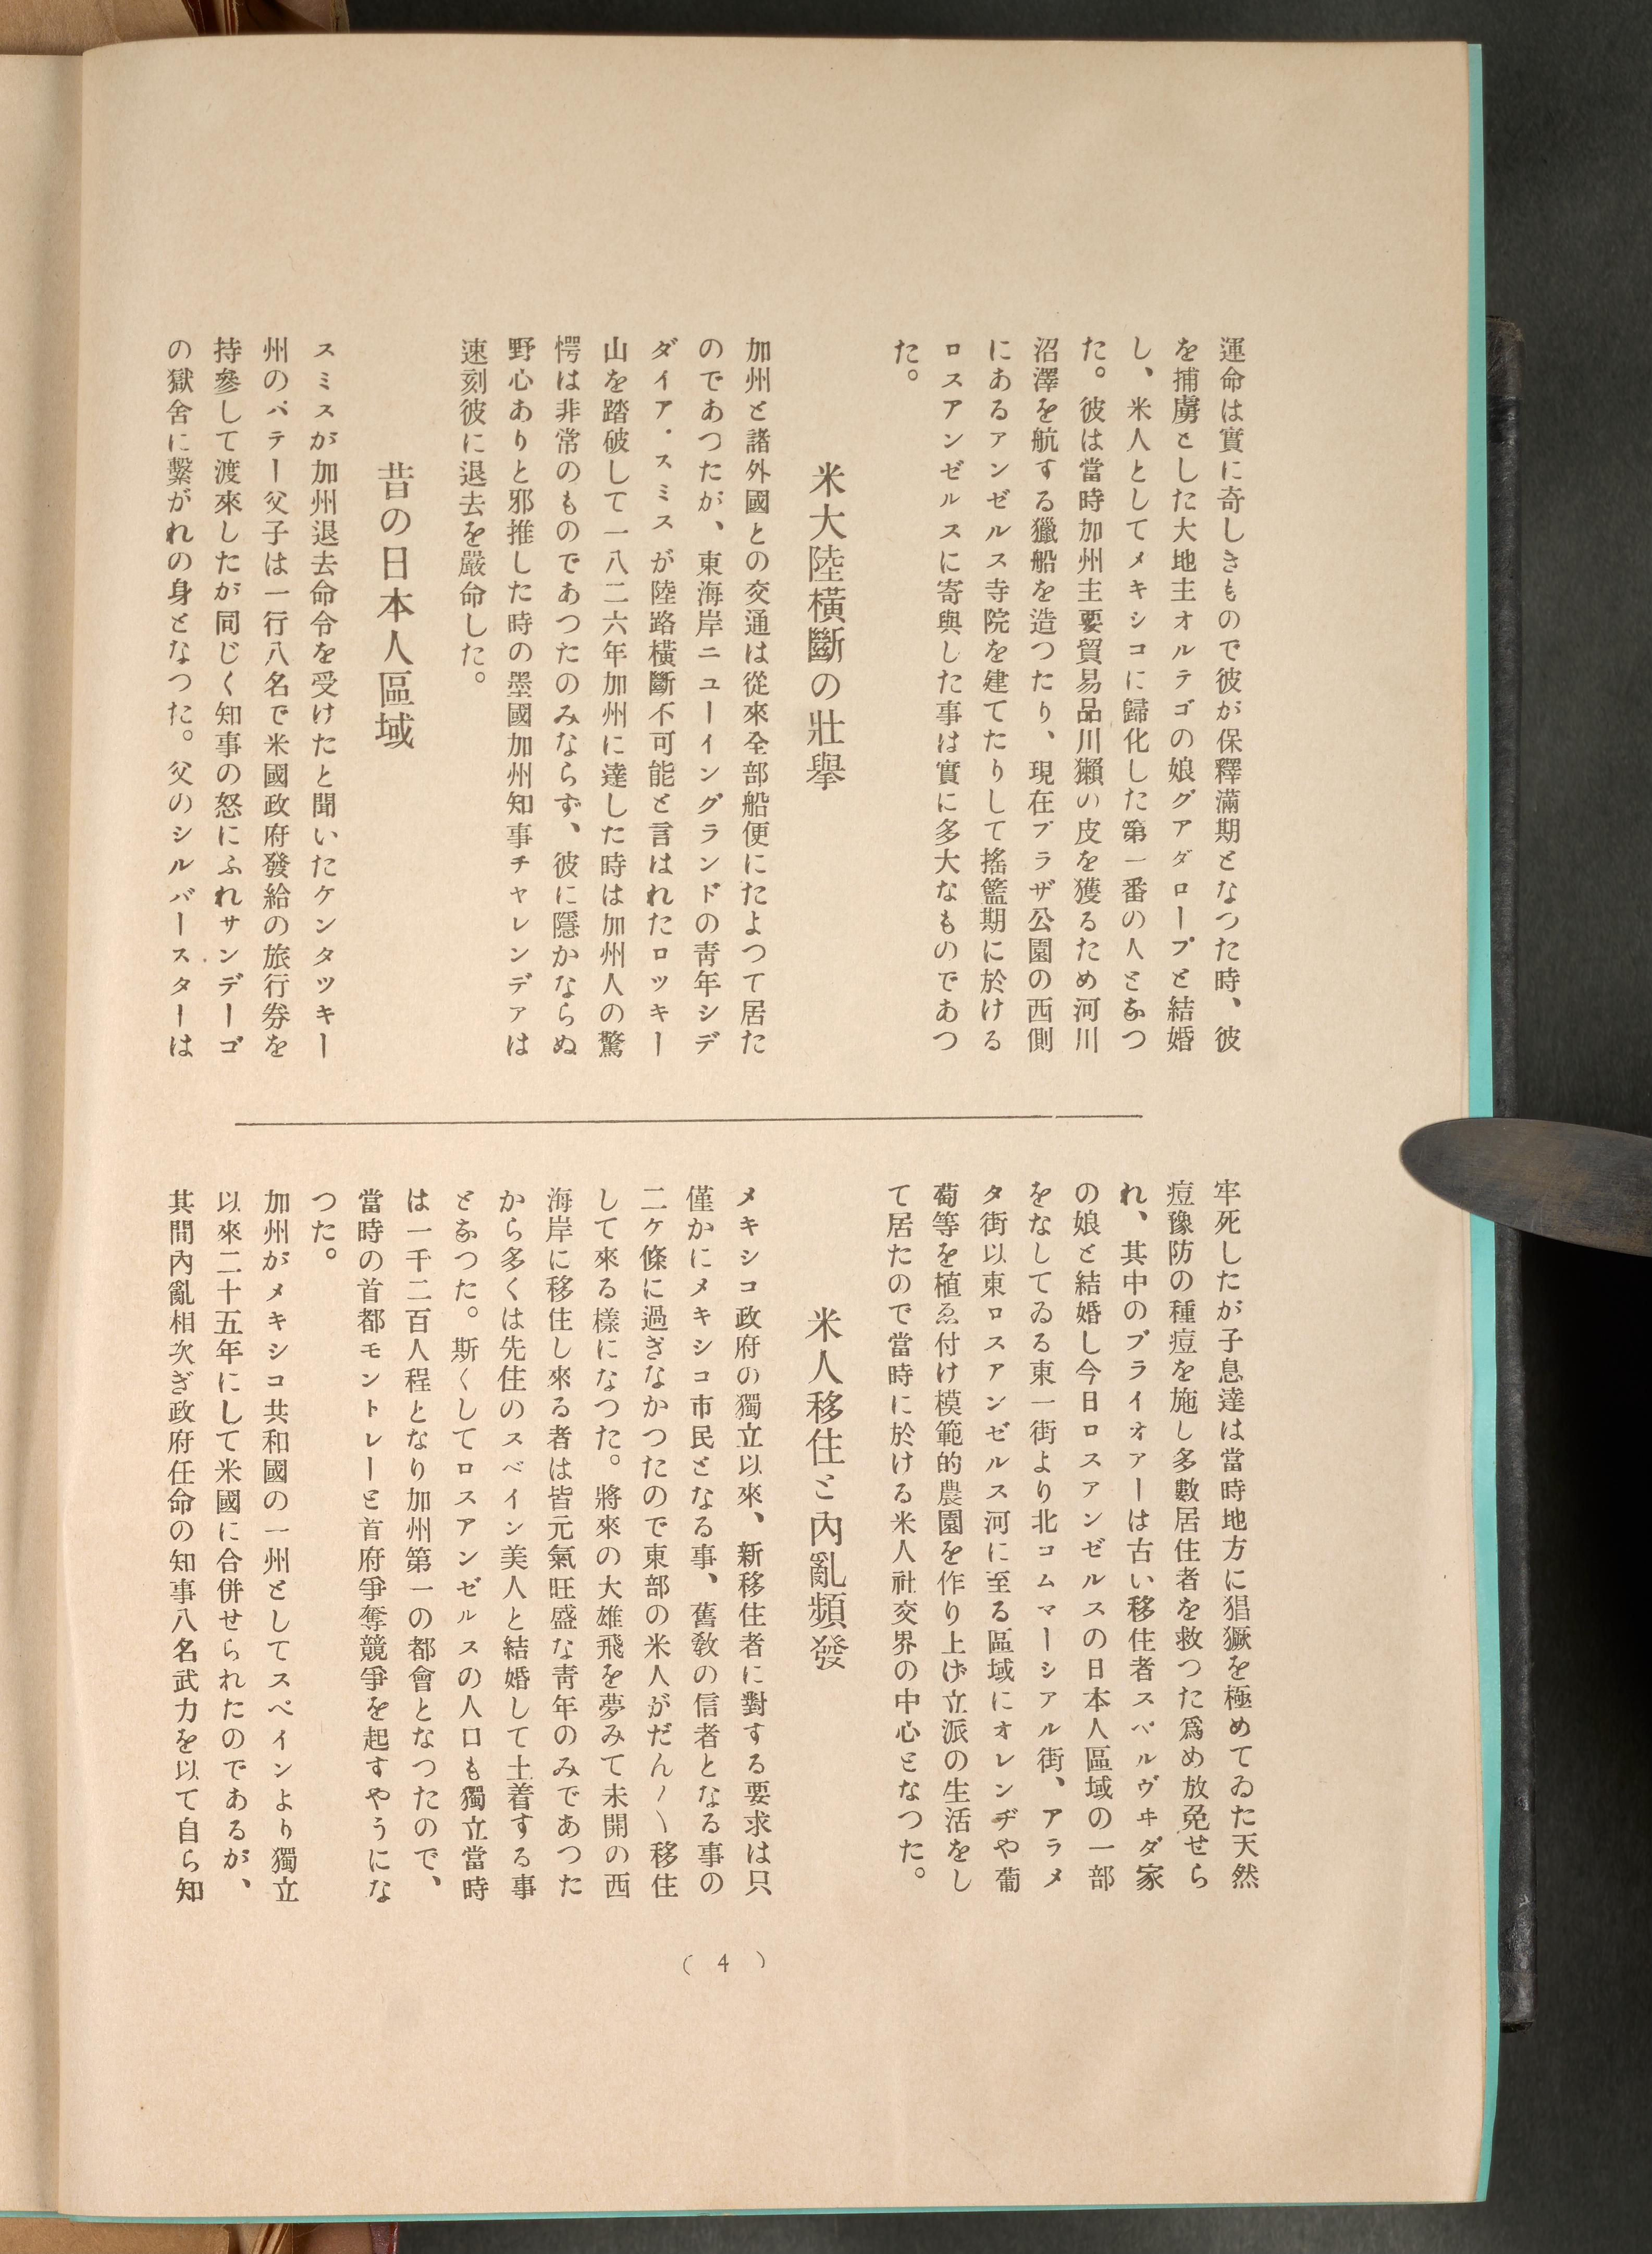 運命は實に奇しきもので彼が保釋滿期となつた時、彼
を捕虜とした大地主オルテゴの娘グアダロープと結婚
し、米人としてメキシコに歸化した第一番の人となつ
た。彼は當時加州主要貿易品川獺の皮を獲るため河川
沼澤を航する獵船を造つたり、現在プラザ公園の西側
にあるアンゼルス寺院を建てたりして搖籃期に於ける
ロスアンゼルスに寄與した事は實に多大なものであつ
た。
米大陸橫斷の壯擧
加州と諸外國との交通は從來全部船便にたよつて居た
のであつたが、東海岸ニユーイングランドの靑年シデ
ダイア・スミスが陸路橫斷不可能と言はれたロツキー
山を踏破して一八二六年加州に達した時は加州人の驚
愕は非常のものであつたのみならず、彼に隱かならぬ
野心ありと邪推した時の墨國加州知事チヤレンデアは
速刻彼に退去を嚴命した。
昔の日本人區域
スミスが加州退去命令を受けたと聞いたケンタツキー
州のパテー父子は一行八名で米國政府發給の旅行券を
持參して渡來したが同じく知事の怒にふれサンデーゴ
の獄舍に繫がれの身となつた。父のシルバースターは
牢死したが子息達は當時地方に猖獗を極めてゐた天然
痘豫防の種痘を施し多數居住者を救つた爲め放免せら
れ、其中のブライオアーは古い移住者スパルヴヰダ家
の娘と結婚し今日ロスアンゼルスの日本人區域の一部
をなしてゐる東一街より北コムマーシアル街、アラメ
タ街以東ロスアンゼルス河に至る區域にオレンヂや葡
萄等を植ゑ付け模範的農園を作り上げ立派の生活をし
て居たので當時に於ける米人社交界の中心となつた。
米人移住と內亂頻發
メキシコ政府の獨立以來、新移住者に對する要求は只
僅かにメキシコ市民となる事、舊敎の信者となる事の
二ケ條に過ぎなかつたので東部の米人がだん〳〵移住
して來る樣になつた。將來の大雄飛を夢みて未開の西
海岸に移住し來る者は皆元氣旺盛な靑年のみであつた
から多くは先住のスペイン美人と結婚して土着する事
となつた。斯くしてロスアンゼルスの人口も獨立當時
は一千二百人程となり加州第一の都會となつたので、
當時の首都モントレーと首府爭奪競爭を起すやうにな
つた。
加州がメキシコ共和國の一州としてスペインより獨立
以來二十五年にして米國に合併せられたのであるが、
其間內亂相次ぎ政府任命の知事八名武力を以て自ら知
( 4 )